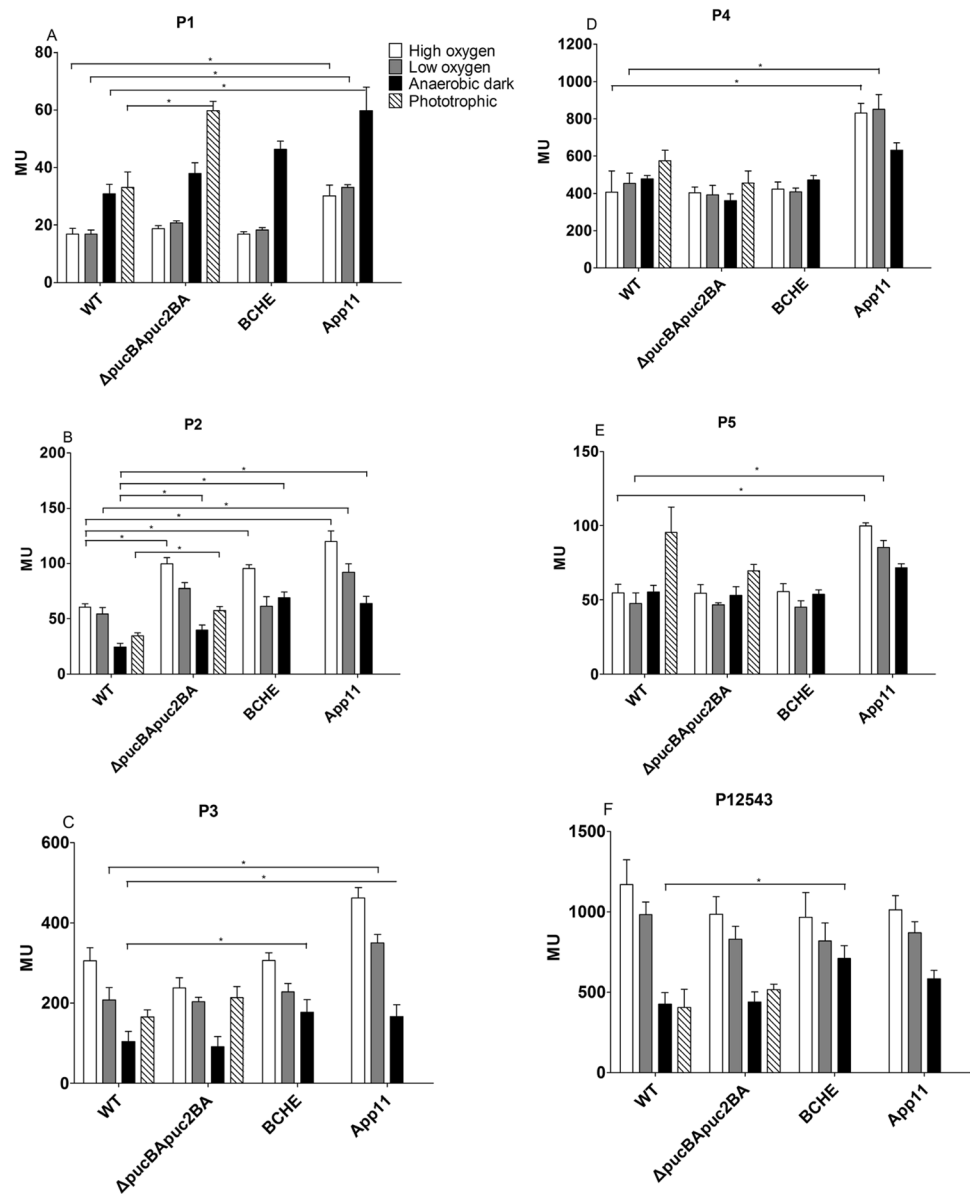 A
P1
80
60
40
20
0
MU
* 
*
*
*
High oxygen
Low oxygen
Anaerobic dark
Phototrophic
WT
ΔpucBApuc2BA
BCHE
App11
D
P4
1200
1000
800
600
400
200
0
MU
*
*
WT
ΔpucBApuc2BA
BCHE
App11
B
P2
200
150
100
50
0
MU
*
*
*
*
*
*
*
*
WT
ΔpucBApuc2BA
BCHE
App11
E
P5
150
100
50
0
MU
*
*
WT
ΔpucBApuc2BA
BCHE
App11
C
P3
600
400
200
0
MU
*
*
*
WT
ΔpucBApuc2BA
BCHE
App11
F
P12543
1500
1000
500
0
MU
*
WT
ΔpucBApuc2BA
BCHE
App11